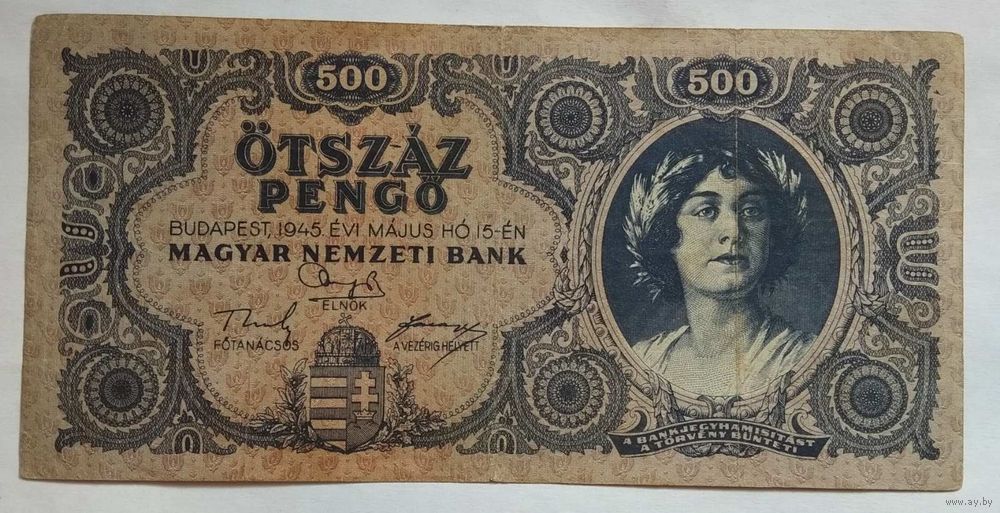 500
500
ÖTSZÁZ
PENGŐ
BUDAPEST, 1945. ÉVI MÁJUS HÓ 15-ÉN
MAGYAR NEMZETI BANK
ELNÖK
FŐTANÁCSOS
A VEZÉRIG. HELYETT
A BANKJEGYHAMISITÁST
A TÖRVÉNY BÜNTETI
www.ay.by